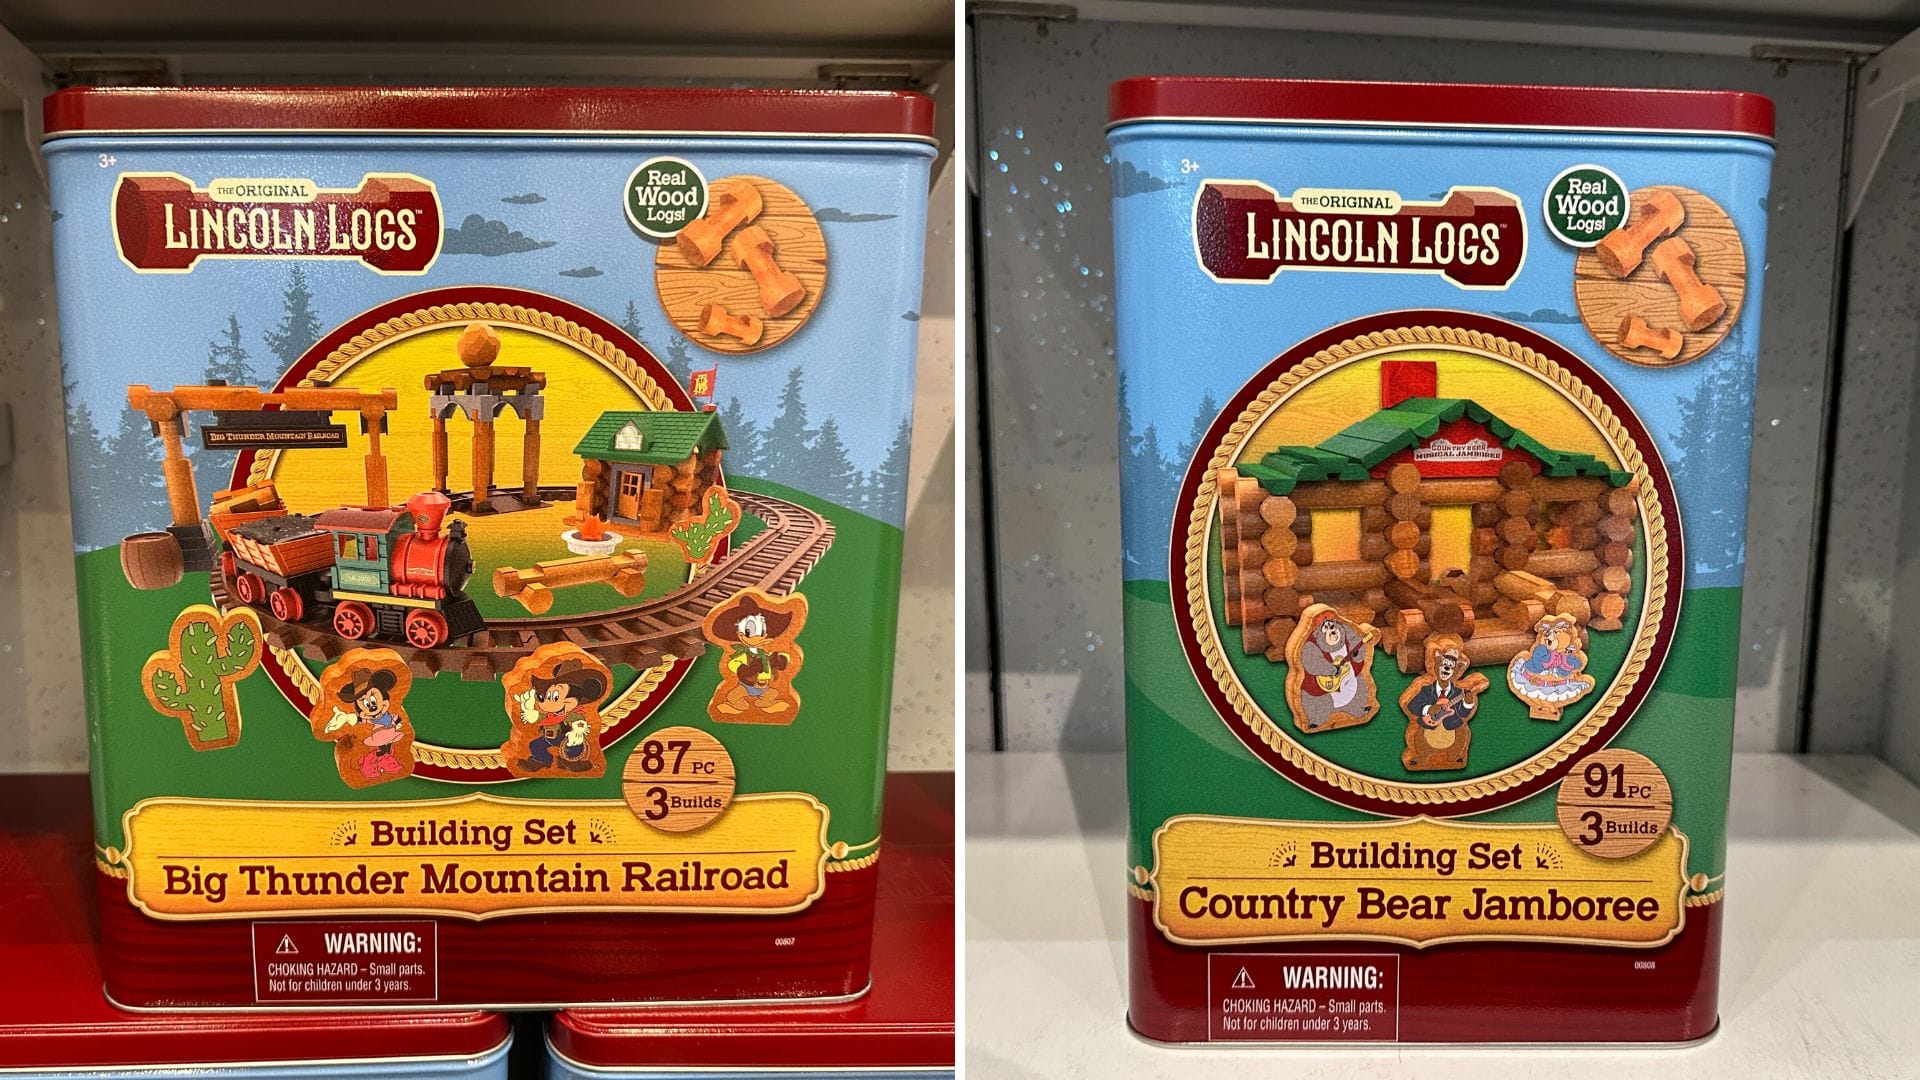 3+
THE ORIGINAL
LINCOLN LOGS™
Real
Wood
Logs!
BIG THUNDER MOUNTAIN RAILROAD
87 PC
3 Builds
Building Set
Big Thunder Mountain Railroad
⚠ WARNING:
CHOKING HAZARD – Small parts.
Not for children under 3 years.
00807
3+
THE ORIGINAL
LINCOLN LOGS™
Real
Wood
Logs!
COUNTRY BEAR
MUSICAL JAMBOREE
91 PC
3 Builds
Building Set
Country Bear Jamboree
00808
⚠ WARNING:
CHOKING HAZARD – Small parts.
Not for children under 3 years.